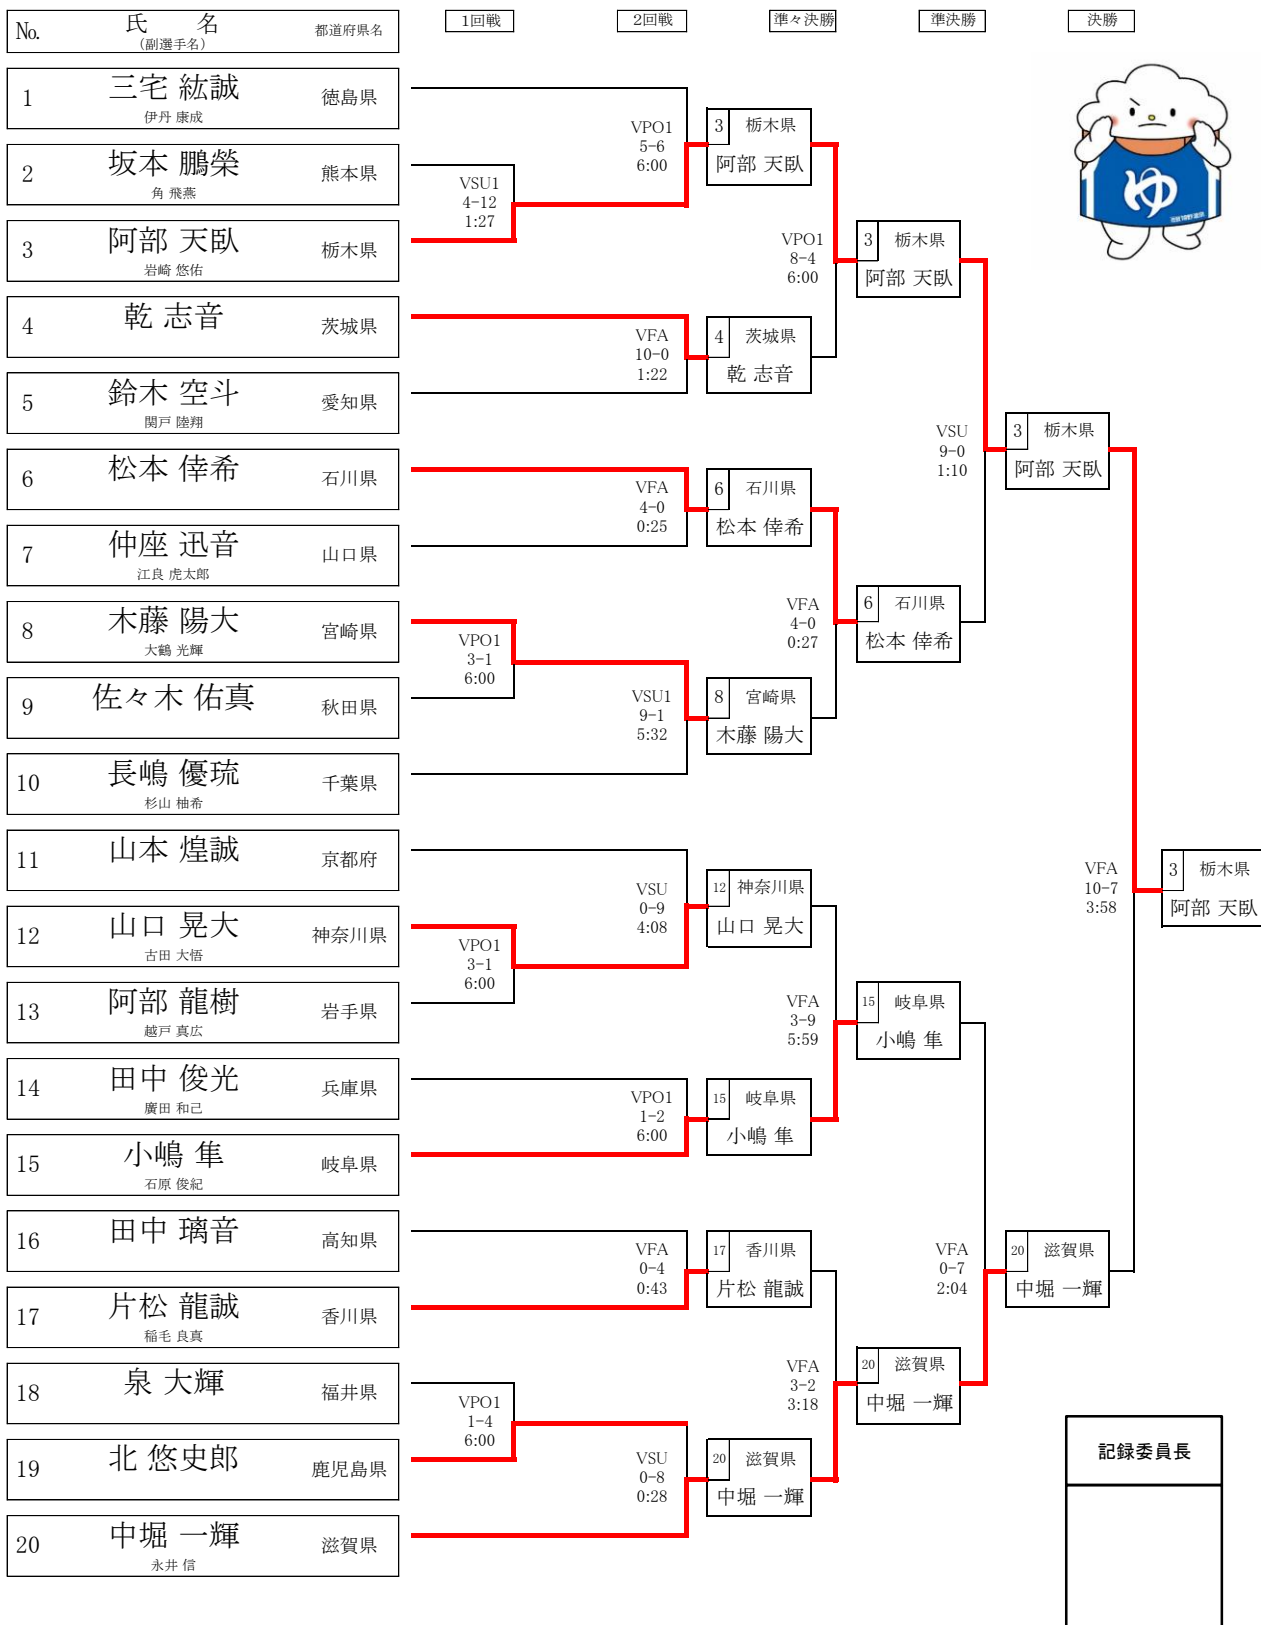 No. 氏 名 都道府県名 1回戦 2回戦 準々決勝 準決勝 決勝
(副選手名)
1 三宅 紘誠 徳島県
伊丹 康成
2 坂本 鵬榮 熊本県
角 飛燕
3 阿部 天臥 栃木県
岩崎 悠佑
4 乾 志音 茨城県
5 鈴木 空斗 愛知県
関戸 陸翔
6 松本 倖希 石川県
7 仲座 迅音 山口県
江良 虎太郎
8 木藤 陽大 宮崎県
大鶴 光輝
9 佐々木 佑真 秋田県
10 長嶋 優琉 千葉県
杉山 柚希
11 山本 煌誠 京都府
12 山口 晃大 神奈川県
古田 大悟
13 阿部 龍樹 岩手県
越戸 真広
14 田中 俊光 兵庫県
廣田 和己
15 小嶋 隼 岐阜県
石原 俊紀
16 田中 璃音 高知県
17 片松 龍誠 香川県
稲毛 良真
18 泉 大輝 福井県
19 北 悠史郎 鹿児島県
20 中堀 一輝 滋賀県
永井 信
VSU1
4-12
1:27
VPO1
3-1
6:00
VPO1
3-1
6:00
VPO1
1-4
6:00
VPO1
5-6
6:00
VFA
10-0
1:22
VFA
4-0
0:25
VSU1
9-1
5:32
VSU
0-9
4:08
VPO1
1-2
6:00
VFA
0-4
0:43
VSU
0-8
0:28
3 栃木県
阿部 天臥
4 茨城県
乾 志音
6 石川県
松本 倖希
8 宮崎県
木藤 陽大
12 神奈川県
山口 晃大
15 岐阜県
小嶋 隼
17 香川県
片松 龍誠
20 滋賀県
中堀 一輝
VPO1
8-4
6:00
VFA
4-0
0:27
VFA
3-9
5:59
VFA
3-2
3:18
3 栃木県
阿部 天臥
6 石川県
松本 倖希
15 岐阜県
小嶋 隼
20 滋賀県
中堀 一輝
VSU
9-0
1:10
VFA
0-7
2:04
3 栃木県
阿部 天臥
20 滋賀県
中堀 一輝
VFA
10-7
3:58
3 栃木県
阿部 天臥
ゆ
記録委員長